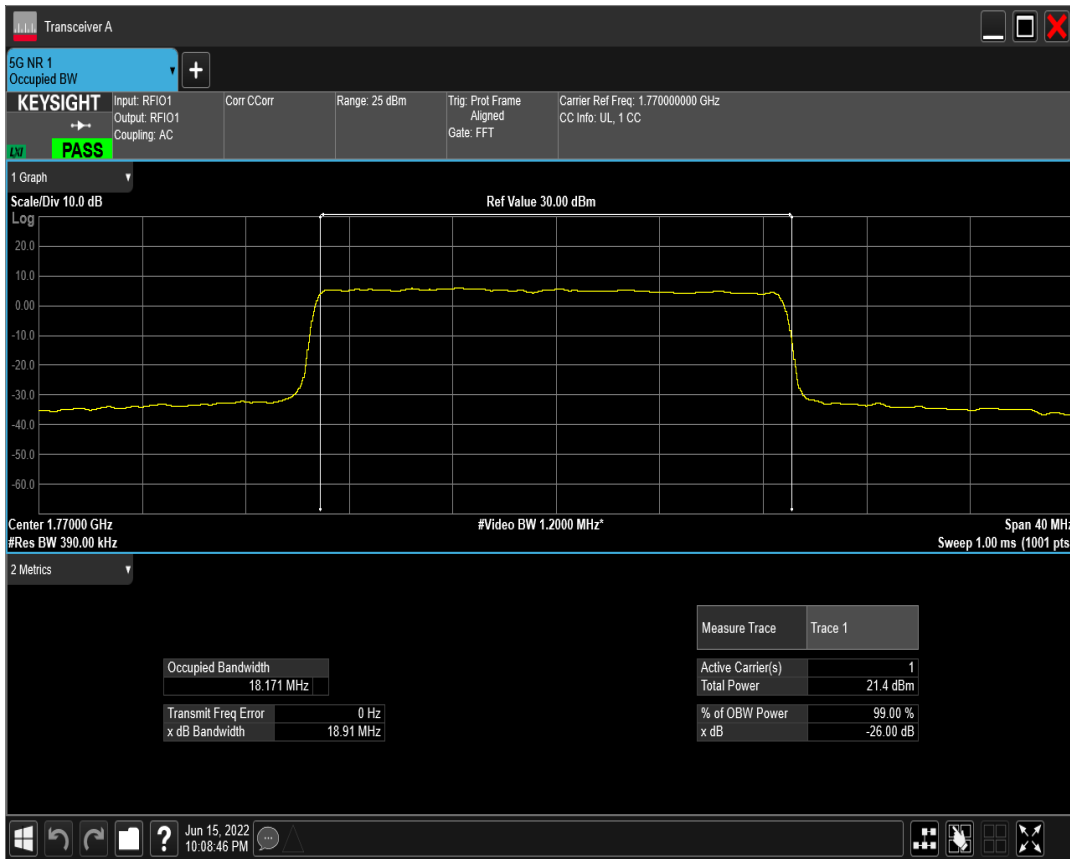 Transceiver A
5G NR 1
Occupied BW
KEYSIGHT
LXI
PASS
Input: RFIO1
Output: RFIO1
Coupling: AC
Corr CCorr
Range: 25 dBm
Trig: Prot Frame
Aligned
Gate: FFT
Carrier Ref Freq: 1.770000000 GHz
CC Info: UL, 1 CC
1 Graph
Scale/Div 10.0 dB
Ref Value 30.00 dBm
Log
20.0
10.0
0.00
-10.0
-20.0
-30.0
-40.0
-50.0
-60.0
Center 1.77000 GHz
#Video BW 1.2000 MHz*
Span 40 MHz
#Res BW 390.00 kHz
Sweep 1.00 ms (1001 pts
2 Metrics
Measure Trace Trace 1
Occupied Bandwidth
18.171 MHz
Active Carrier(s) 1
Total Power 21.4 dBm
Transmit Freq Error 0 Hz
x dB Bandwidth 18.91 MHz
% of OBW Power 99.00 %
x dB -26.00 dB
?
Jun 15, 2022
10:08:46 PM